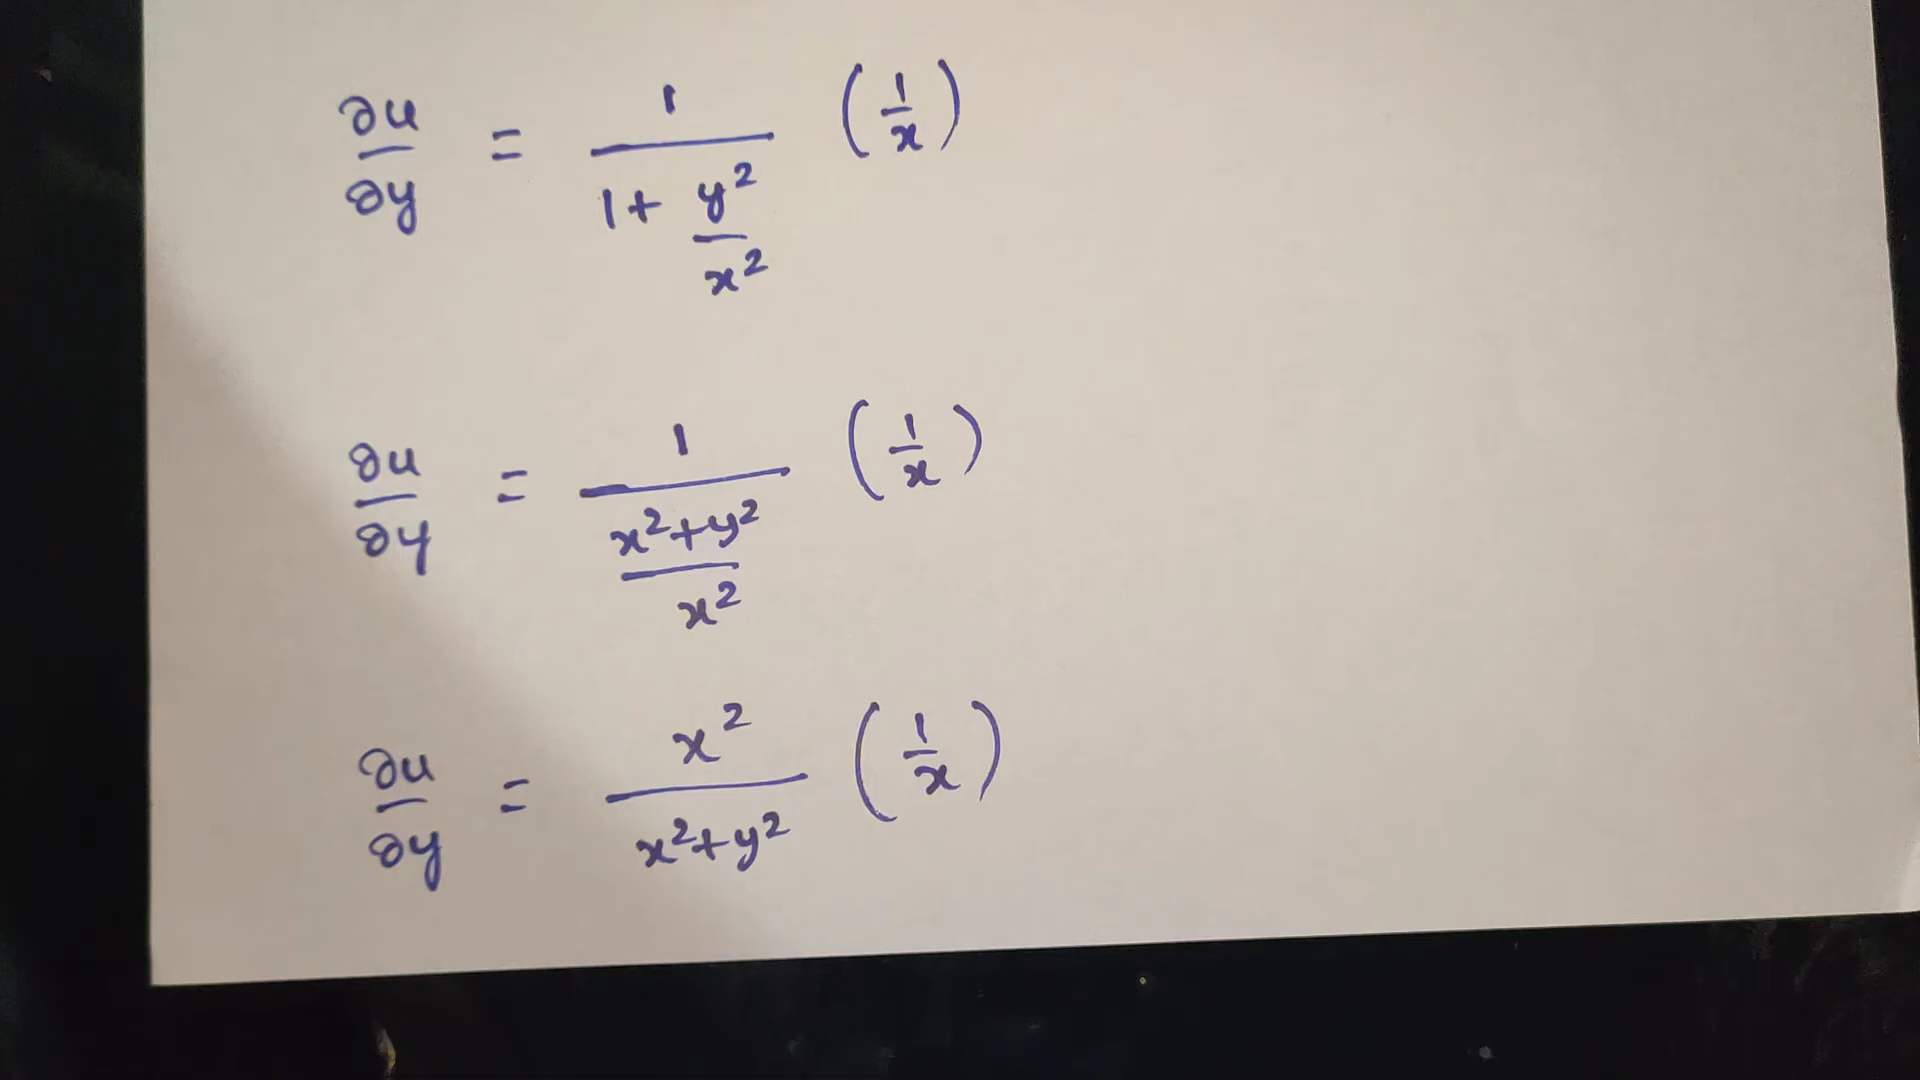 ∂u/∂y = 1/(1 + y²/x²) (1/x)
∂u/∂y = 1/((x²+y²)/x²) (1/x)
∂u/∂y = x²/(x²+y²) (1/x)